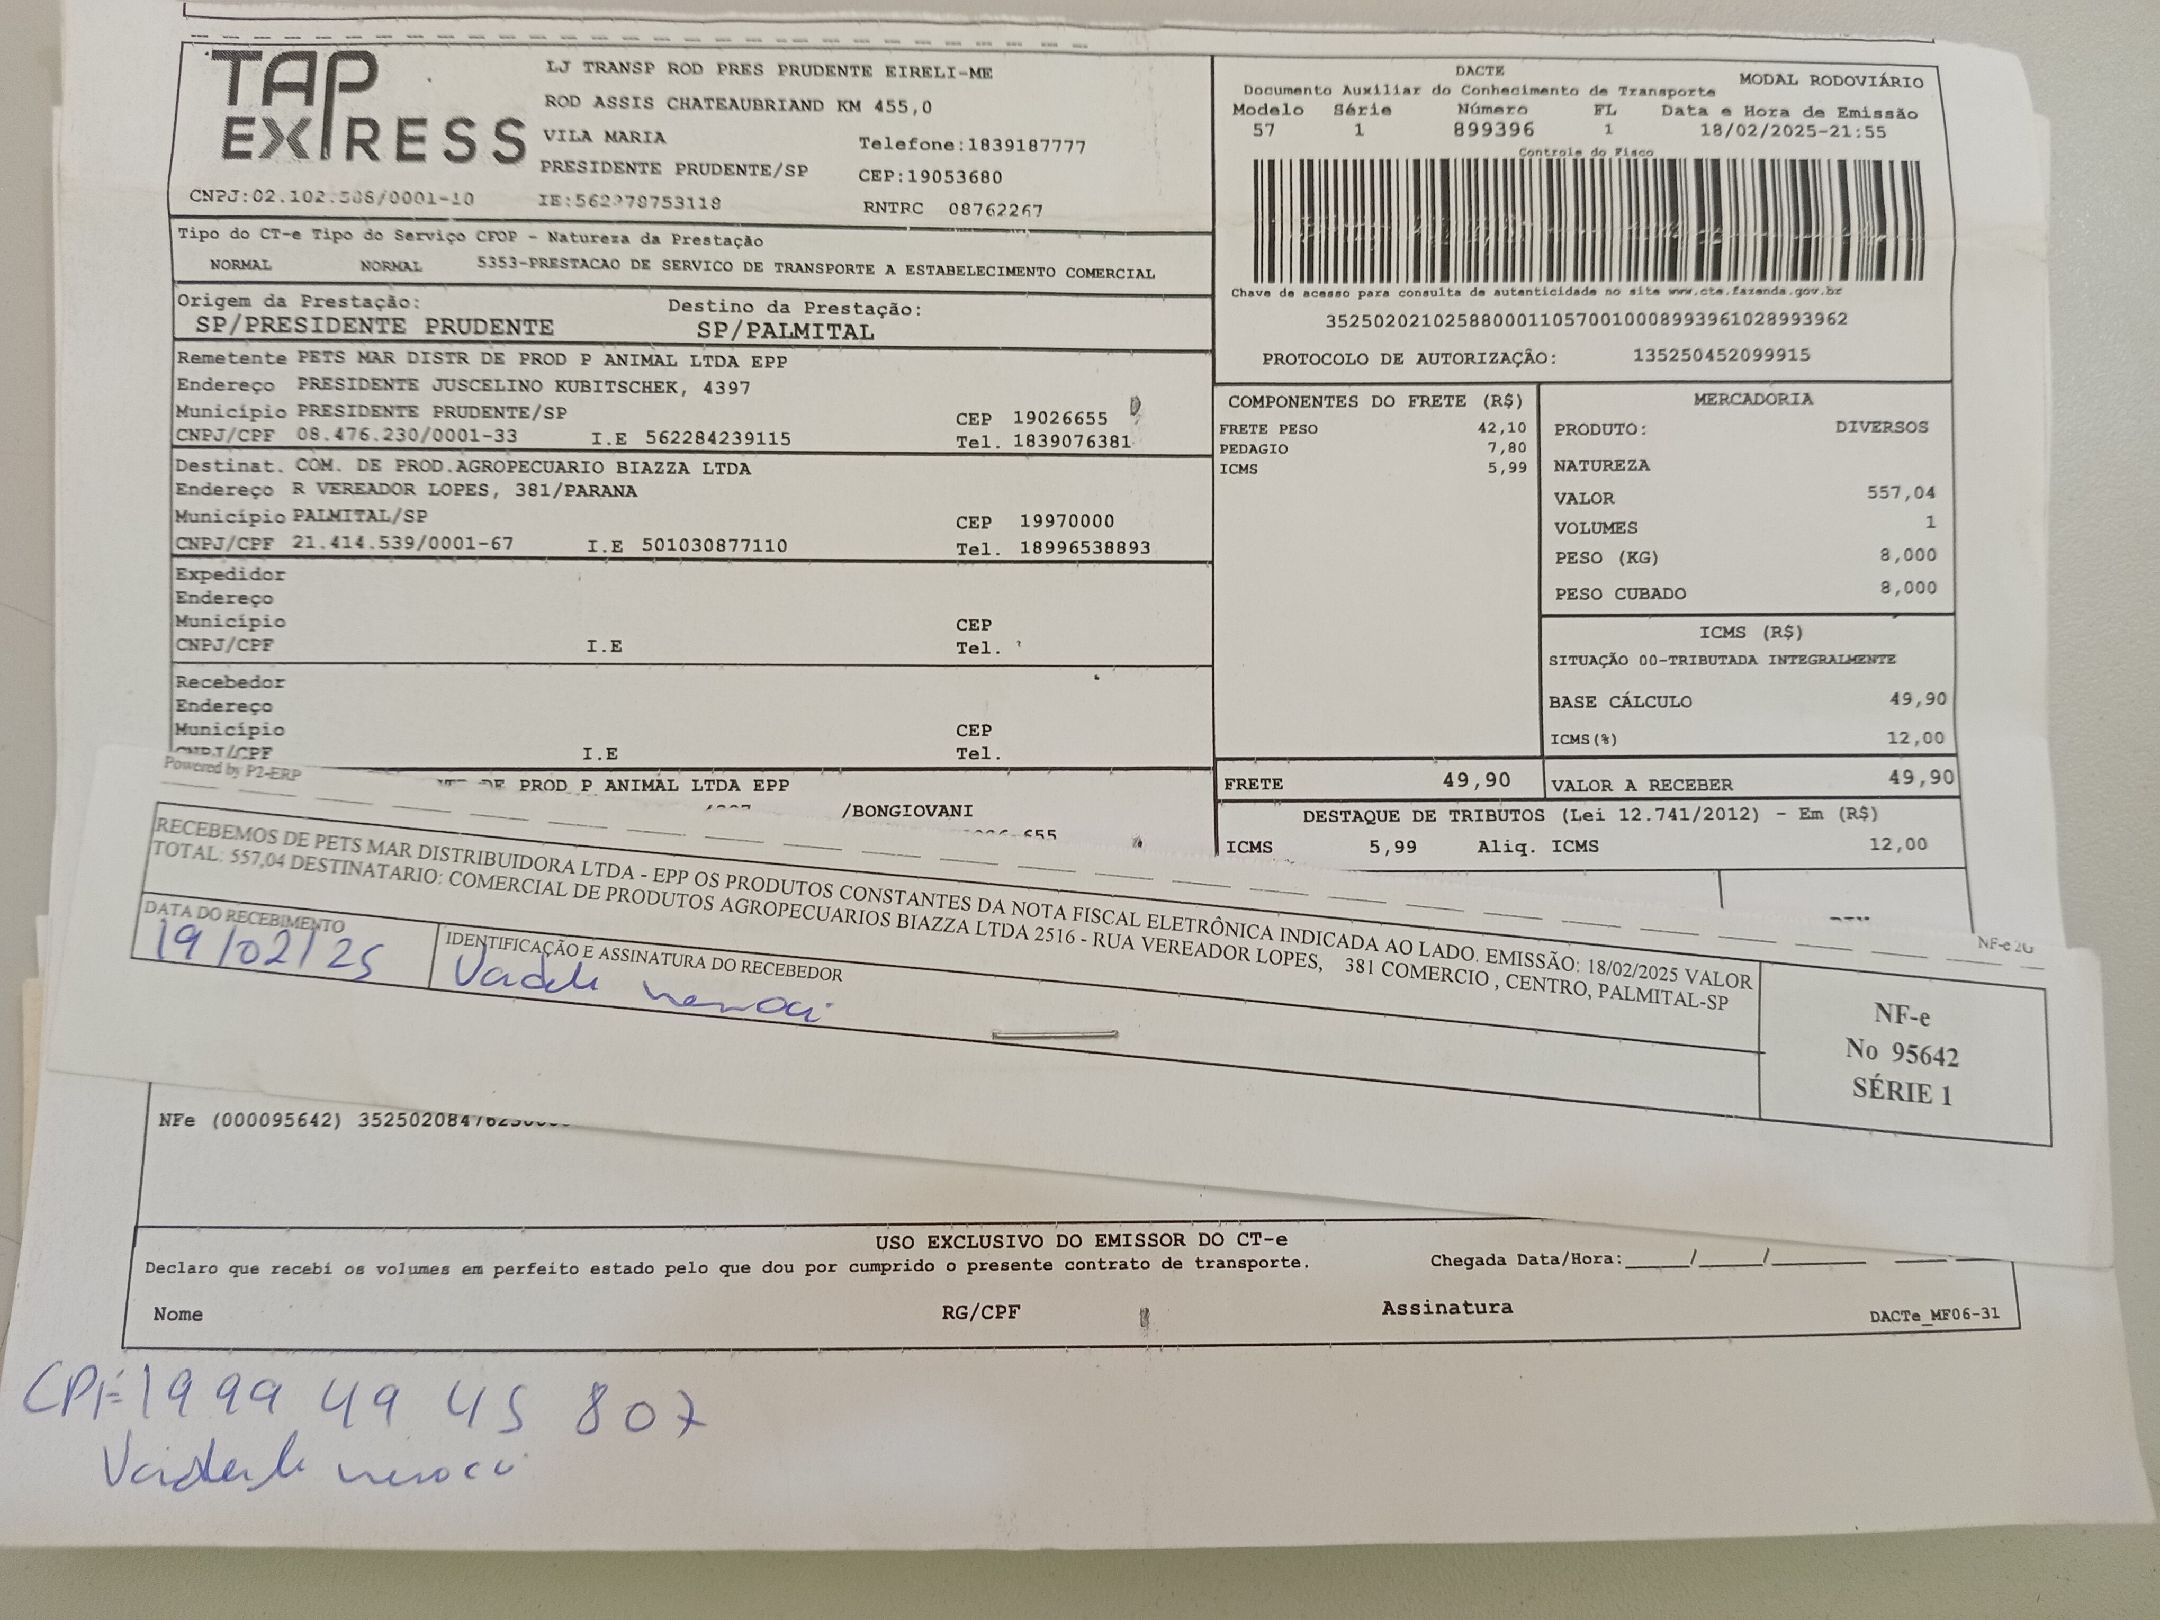 TAP EXPRESS
LJ TRANSP ROD PRES PRUDENTE EIRELI-ME
ROD ASSIS CHATEAUBRIAND KM 455,0
VILA MARIA
Telefone:1839187777
PRESIDENTE PRUDENTE/SP
CEP:19053680
CNPJ:02.102.588/0001-10
RNTRC 08762267
DACTE
MODAL RODOVIÁRIO
Documento Auxiliar do Conhecimento de Transporte
Modelo Série Número FL Data e Hora de Emissão
57 1 899396 1 18/02/2025-21:55
Controle do Fisco
Chave de acesso para consulta de autenticidade no site www.cte.fazenda.gov.br
35250202102588000110570010008993961028993962
PROTOCOLO DE AUTORIZAÇÃO: 135250452099915
Tipo do CT-e Tipo do Serviço CFOP - Natureza da Prestação
NORMAL NORMAL 5353-PRESTACAO DE SERVICO DE TRANSPORTE A ESTABELECIMENTO COMERCIAL
Origem da Prestação: Destino da Prestação:
SP/PRESIDENTE PRUDENTE SP/PALMITAL
Remetente PETS MAR DISTR DE PROD P ANIMAL LTDA EPP
Endereço PRESIDENTE JUSCELINO KUBITSCHEK, 4397
Município PRESIDENTE PRUDENTE/SP CEP 19026655
CNPJ/CPF 08.476.230/0001-33 I.E 562284239115 Tel. 1839076381
Destinat. COM. DE PROD.AGROPECUARIO BIAZZA LTDA
Endereço R VEREADOR LOPES, 381/PARANA
Município PALMITAL/SP CEP 19970000
CNPJ/CPF 21.414.539/0001-67 I.E 501030877110 Tel. 18996538893
Expedidor
Endereço
Município CEP
CNPJ/CPF I.E Tel.
Recebedor
Endereço
Município CEP
CNPJ/CPF I.E Tel.
DE PROD P ANIMAL LTDA EPP
/BONGIOVANI
COMPONENTES DO FRETE (R$)
FRETE PESO 42,10
PEDAGIO 7,80
ICMS 5,99
MERCADORIA
PRODUTO: DIVERSOS
NATUREZA
VALOR 557,04
VOLUMES 1
PESO (KG) 8,000
PESO CUBADO 8,000
ICMS (R$)
SITUAÇÃO 00-TRIBUTADA INTEGRALMENTE
BASE CÁLCULO 49,90
ICMS(%) 12,00
FRETE 49,90 VALOR A RECEBER 49,90
DESTAQUE DE TRIBUTOS (Lei 12.741/2012) - Em (R$)
ICMS 5,99 Aliq. ICMS 12,00
Powered by P2-ERP
RECEBEMOS DE PETS MAR DISTRIBUIDORA LTDA - EPP OS PRODUTOS CONSTANTES DA NOTA FISCAL ELETRÔNICA INDICADA AO LADO. EMISSÃO: 18/02/2025 VALOR
TOTAL: 557,04 DESTINATARIO: COMERCIAL DE PRODUTOS AGROPECUARIOS BIAZZA LTDA 2516 - RUA VEREADOR LOPES, 381 COMERCIO , CENTRO, PALMITAL-SP
DATA DO RECEBIMENTO
19/02/25
IDENTIFICAÇÃO E ASSINATURA DO RECEBEDOR
NF-e
No 95642
SÉRIE 1
NFe (000095642)
USO EXCLUSIVO DO EMISSOR DO CT-e
Declaro que recebi os volumes em perfeito estado pelo que dou por cumprido o presente contrato de transporte. Chegada Data/Hora:_____/_____/________
Nome RG/CPF Assinatura
DACTe_MF06-31
CPF 199 949 45 807